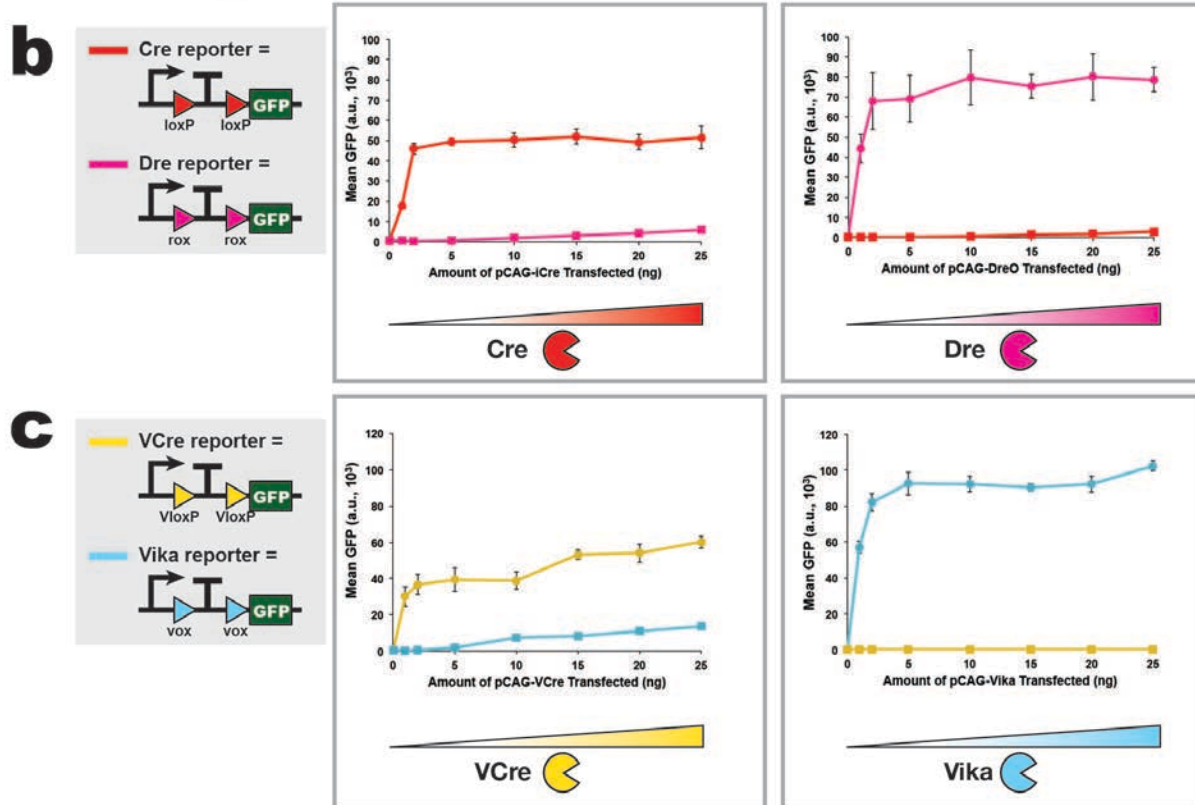 b
Cre reporter =
loxP loxP GFP
Dre reporter =
rox rox GFP
Mean GFP (a.u., 10³)
100
90
80
70
60
50
40
30
20
10
0
0 5 10 15 20 25
Amount of pCAG-iCre Transfected (ng)
Cre
Mean GFP (a.u., 10³)
100
90
80
70
60
50
40
30
20
10
0
0 5 10 15 20 25
Amount of pCAG-DreO Transfected (ng)
Dre
c
VCre reporter =
VloxP VloxP GFP
Vika reporter =
vox vox GFP
Mean GFP (a.u., 10³)
120
100
80
60
40
20
0
0 5 10 15 20 25
Amount of pCAG-VCre Transfected (ng)
VCre
Mean GFP (a.u., 10³)
120
100
80
60
40
20
0
0 5 10 15 20 25
Amount of pCAG-Vika Transfected (ng)
Vika